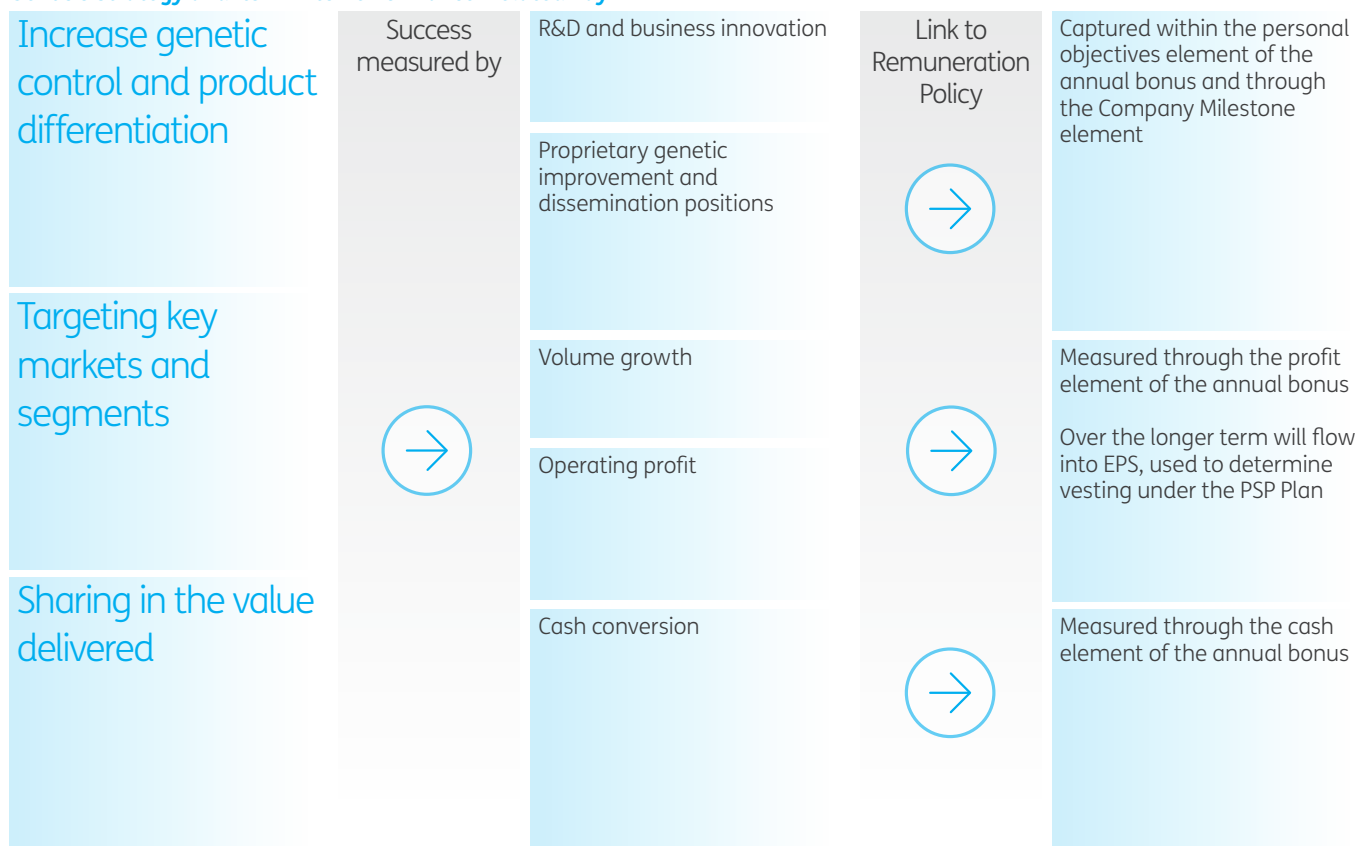 Increase genetic
control and product
differentiation
Targeting key
markets and
segments
Sharing in the value
delivered
Success
measured by
R&D and business innovation
Proprietary genetic
improvement and
dissemination positions
Volume growth
Operating profit
Cash conversion
Link to
Remuneration
Policy
Captured within the personal
objectives element of the
annual bonus and through
the Company Milestone
element
Measured through the profit
element of the annual bonus
Over the longer term will flow
into EPS, used to determine
vesting under the PSP Plan
Measured through the cash
element of the annual bonus